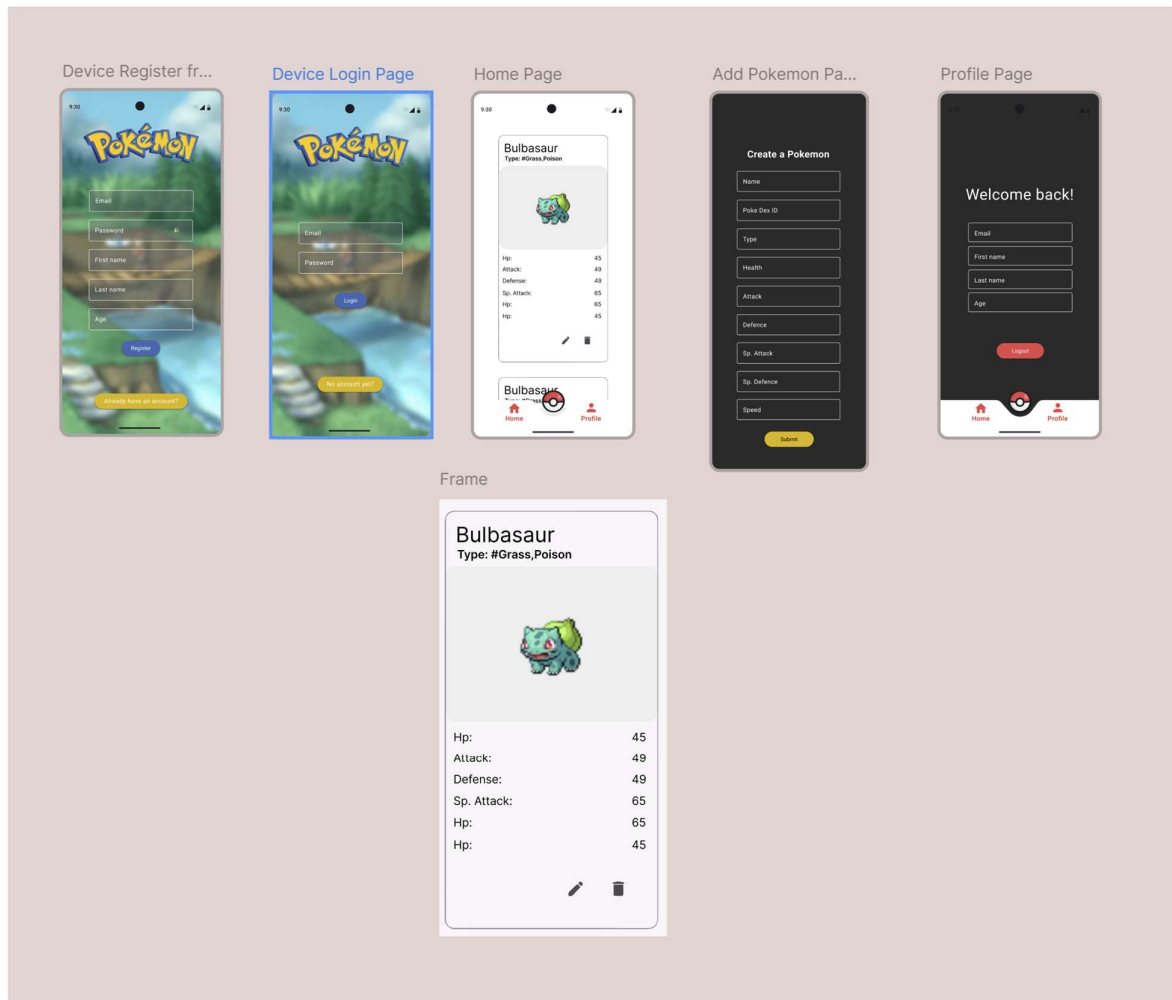 Device Register fr...
9:30
POKéMON
Email
Password
First name
Last name
Age
Register
Already have an account?
Device Login Page
9:30
POKéMON
Email
Password
Login
No account yet?
Home Page
9:30
Bulbasaur
Type: #Grass,Poison
Hp: 45
Attack: 49
Defense: 49
Sp. Attack: 65
Hp: 65
Hp: 45
Bulbasaur
Home
Profile
Add Pokemon Pa...
Create a Pokemon
Name
Poke Dex ID
Type
Health
Attack
Defence
Sp. Attack
Sp. Defence
Speed
Submit
Profile Page
Welcome back!
Email
First name
Last name
Age
Logout
Home
Profile
Frame
Bulbasaur
Type: #Grass,Poison
Hp: 45
Attack: 49
Defense: 49
Sp. Attack: 65
Hp: 65
Hp: 45